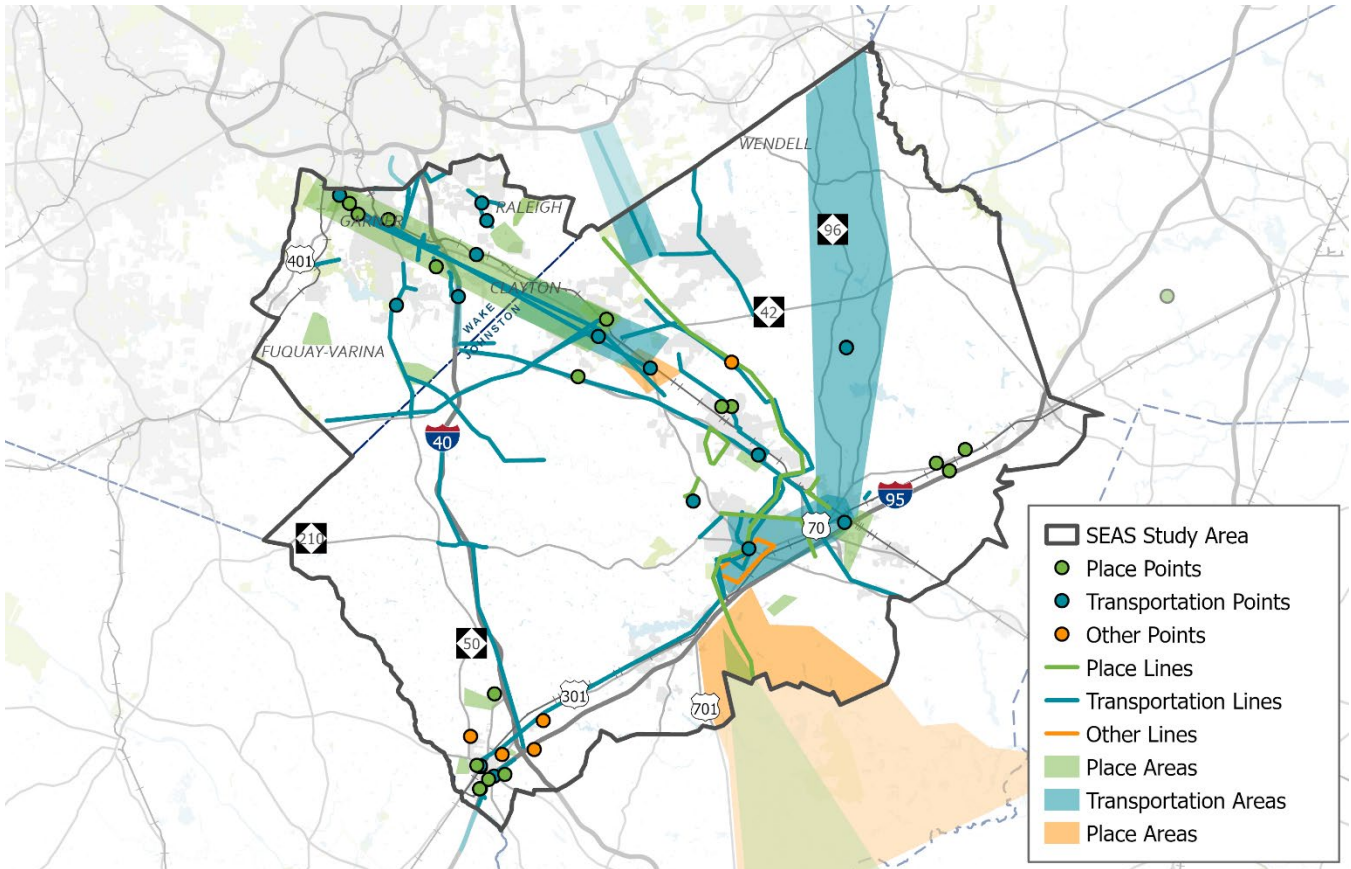 WENDELL
RALEIGH
GARNER
96
401
CLAYTON
WAKE
JOHNSTON
42
FUQUAY-VARINA
40
95
70
210
50
301
701
SEAS Study Area
Place Points
Transportation Points
Other Points
Place Lines
Transportation Lines
Other Lines
Place Areas
Transportation Areas
Place Areas